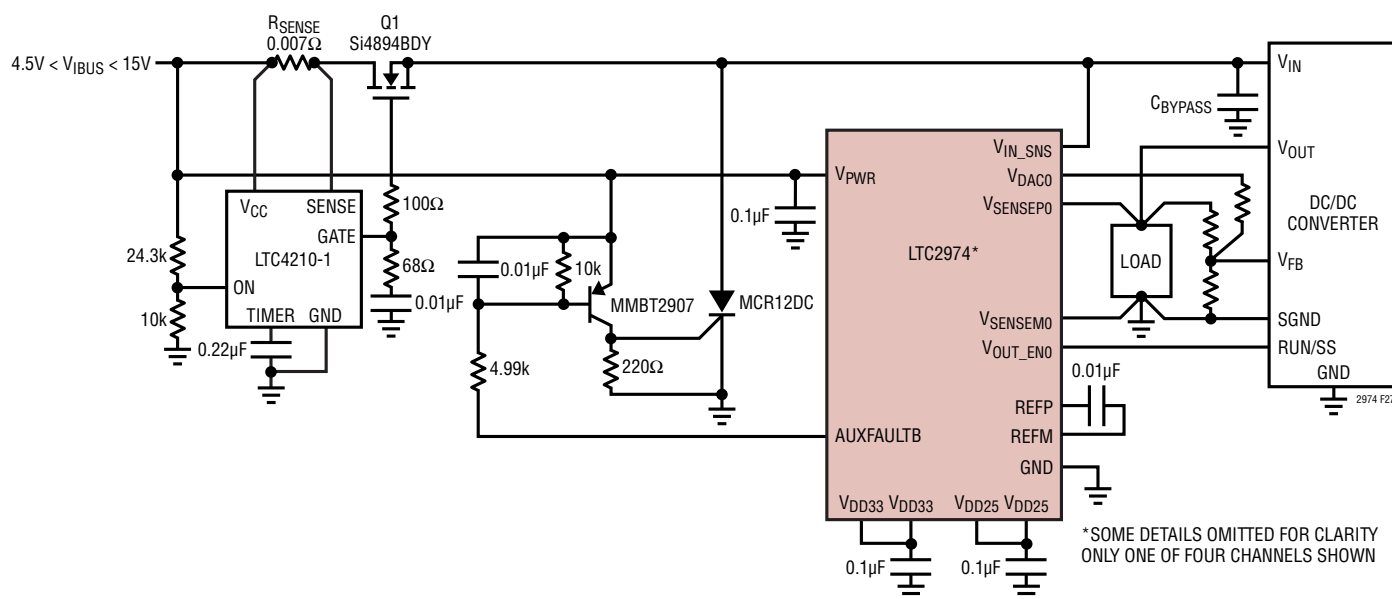 4.5V < VIBUS < 15V
RSENSE
0.007Ω
Q1
Si4894BDY
VCC
SENSE
GATE
LTC4210-1
ON
TIMER
GND
24.3k
10k
0.22µF
100Ω
68Ω
0.01µF
0.01µF
10k
MMBT2907
4.99k
220Ω
MCR12DC
0.1µF
VPWR
LTC2974*
AUXFAULTB
VIN_SNS
VDAC0
VSENSEP0
VSENSEM0
VOUT_EN0
REFP
REFM
GND
VDD33
VDD33
VDD25
VDD25
0.1µF
0.1µF
0.01µF
LOAD
CBYPASS
VIN
VOUT
DC/DC
CONVERTER
VFB
SGND
RUN/SS
GND
2974 F27
*SOME DETAILS OMITTED FOR CLARITY
ONLY ONE OF FOUR CHANNELS SHOWN